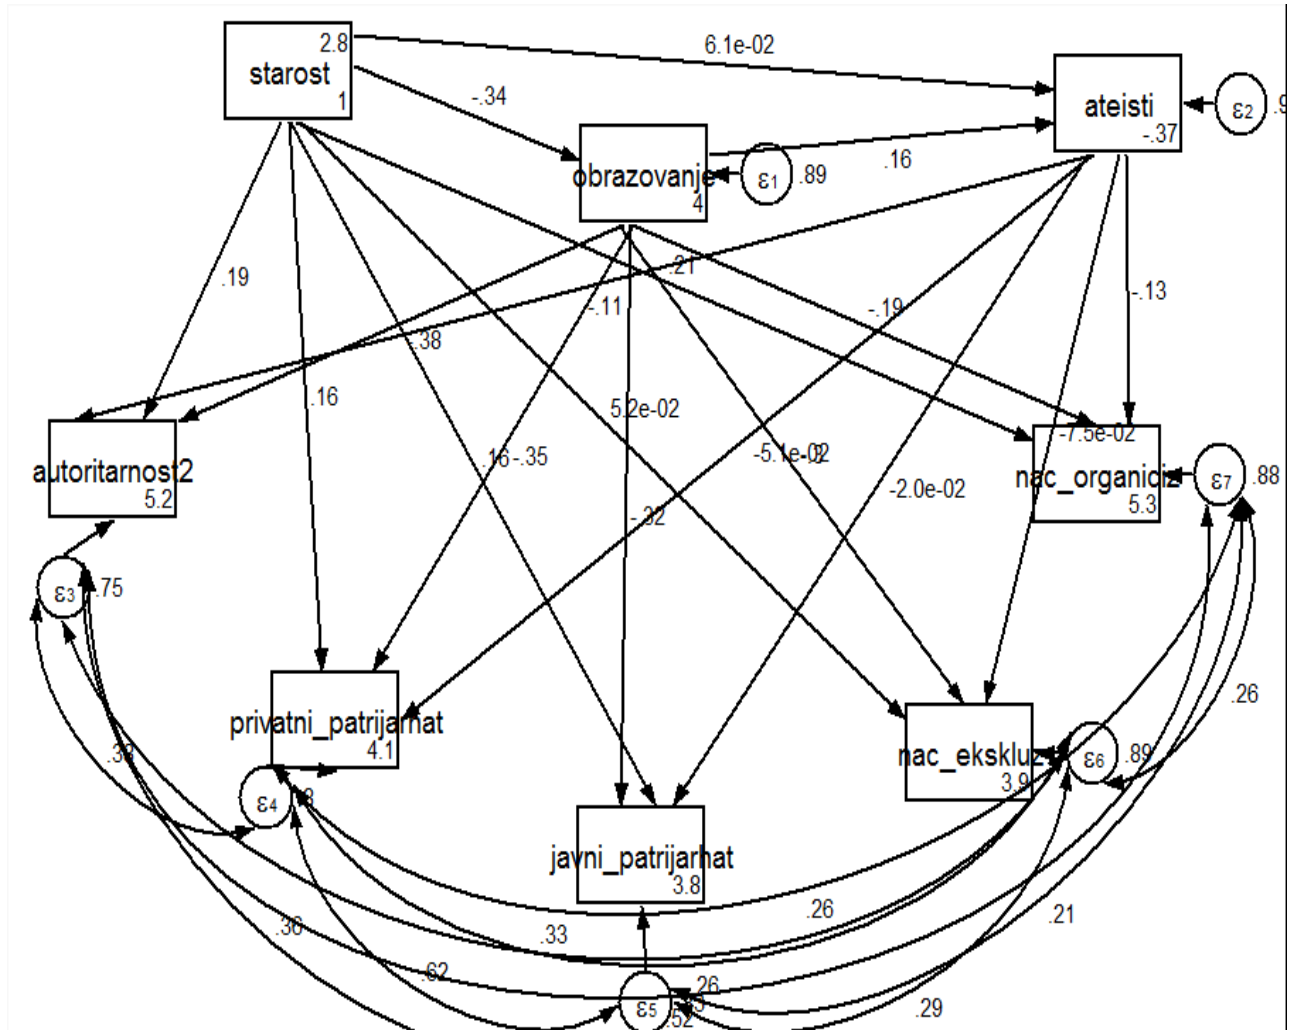 2.8
starost
1
6.1e-02
-.34
ateisti
-.37
ε2
obrazovanje
4
ε1
.89
.16
.19
.21
-.11
-.19
-.13
-.38
.16
5.2e-02
-7.5e-02
autoritarnost2
5.2
.16
-.35
-5.1e-02
-2.0e-02
nac_organiciz
5.3
ε7
.88
-.32
ε3
.75
.26
privatni_patrijarhat
4.1
nac_ekskluz
3.9
ε6
.89
ε4
javni_patrijarhat
3.8
.26
.21
.36
.33
.62
.26
ε5
.52
.29